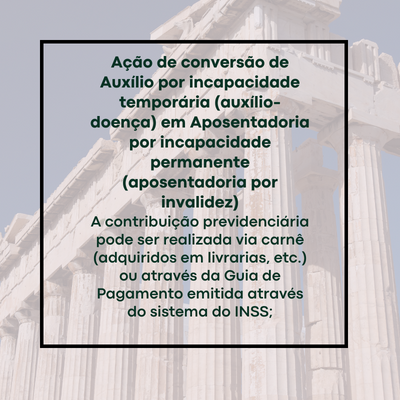 Ação de conversão de
Auxílio por incapacidade
temporária (auxílio-
doença) em Aposentadoria
por incapacidade
permanente
(aposentadoria por
invalidez)
A contribuição previdenciária
pode ser realizada via carnê
(adquiridos em livrarias, etc.)
ou através da Guia de
Pagamento emitida através
do sistema do INSS;